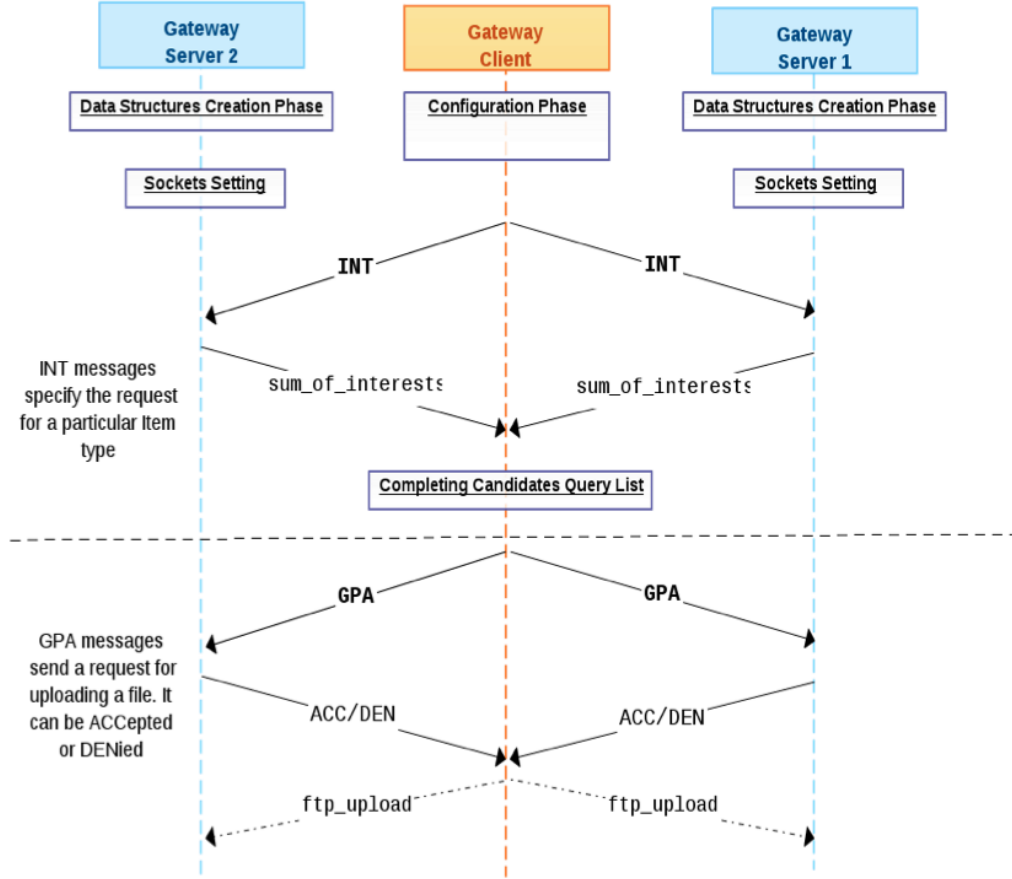 Gateway
Server 2
Gateway
Client
Gateway
Server 1
Data Structures Creation Phase
Configuration Phase
Data Structures Creation Phase
Sockets Setting
Sockets Setting
INT
INT
INT messages
specify the request
for a particular Item
type
sum_of_interests
sum_of_interests
Completing Candidates Query List
GPA
GPA
GPA messages
send a request for
uploading a file. It
can be ACCepted
or DENied
ACC/DEN
ACC/DEN
ftp_upload
ftp_upload